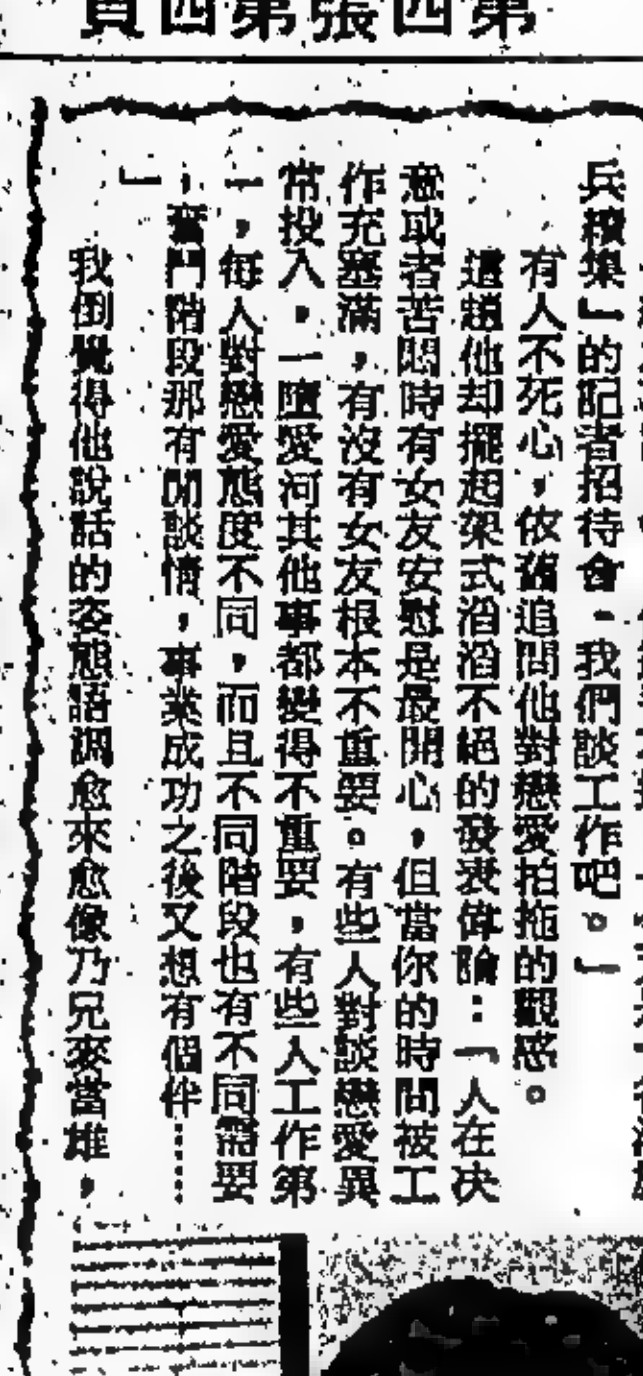 第四張第四頁
兵續集」的記者招待會,我們談工作吧。」
有人不死心,依舊追問他對戀愛拍拖的觀感。
這趟他却擺起架式滔滔不絕的發表偉論:「人在决
意或者苦悶時有女友安慰是最開心,但當你的時間被工
作充塞滿,有沒有女友根本不重要。有些人對談戀愛異
常投入,一墮愛河其他事都變得不重要,有些人工作第
一,每人對戀愛態度不同,而且不同階段也有不同需要
,奮鬥階段那有閒談情,事業成功之後又想有個伴……
」
我倒覺得他說話的姿態語調愈來愈像乃兄麥當雄,